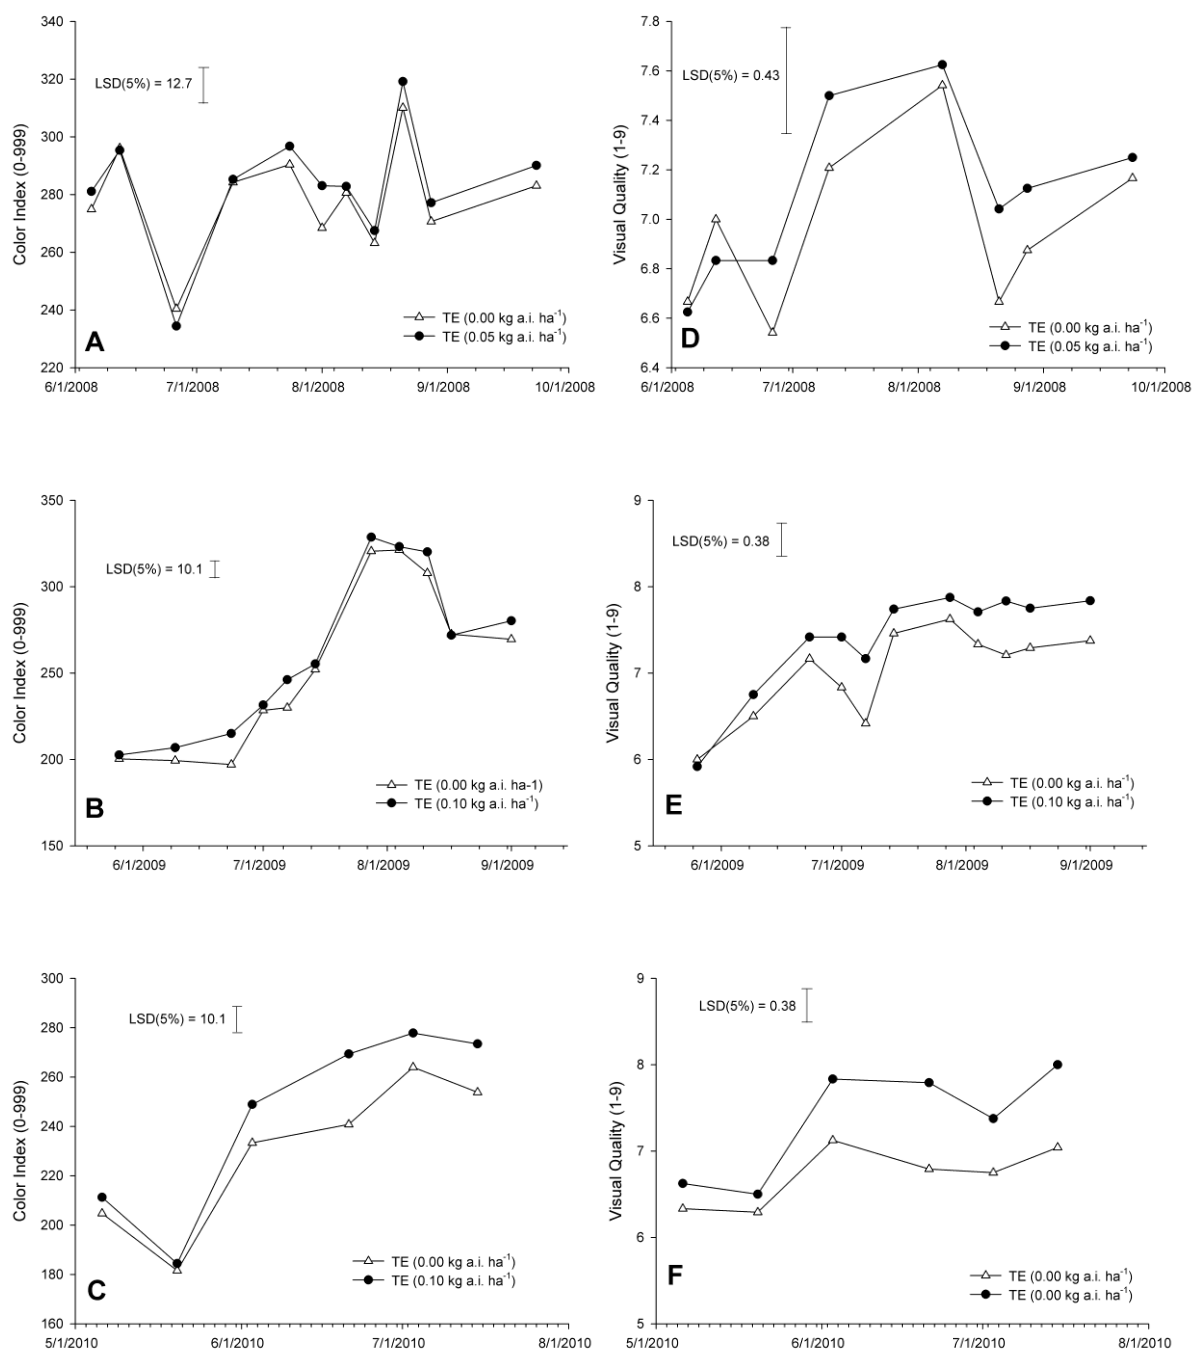 340
320
300
280
260
240
220
Color Index (0-999)
LSD(5%) = 12.7
TE (0.00 kg a.i. ha⁻¹)
TE (0.05 kg a.i. ha⁻¹)
A
6/1/2008 7/1/2008 8/1/2008 9/1/2008 10/1/2008
7.8
7.6
7.4
7.2
7.0
6.8
6.6
6.4
Visual Quality (1-9)
LSD(5%) = 0.43
TE (0.00 kg a.i. ha⁻¹)
TE (0.05 kg a.i. ha⁻¹)
D
6/1/2008 7/1/2008 8/1/2008 9/1/2008 10/1/2008
350
300
250
200
150
Color Index (0-999)
LSD(5%) = 10.1
TE (0.00 kg a.i. ha-1)
TE (0.10 kg a.i. ha⁻¹)
B
6/1/2009 7/1/2009 8/1/2009 9/1/2009
9
8
7
6
5
Visual Quality (1-9)
LSD(5%) = 0.38
TE (0.00 kg a.i. ha⁻¹)
TE (0.10 kg a.i. ha⁻¹)
E
6/1/2009 7/1/2009 8/1/2009 9/1/2009
300
280
260
240
220
200
180
160
Color Index (0-999)
LSD(5%) = 10.1
TE (0.00 kg a.i. ha⁻¹)
TE (0.10 kg a.i. ha⁻¹)
C
5/1/2010 6/1/2010 7/1/2010 8/1/2010
9
8
7
6
5
Visual Quality (1-9)
LSD(5%) = 0.38
TE (0.00 kg a.i. ha⁻¹)
TE (0.00 kg a.i. ha⁻¹)
F
5/1/2010 6/1/2010 7/1/2010 8/1/2010